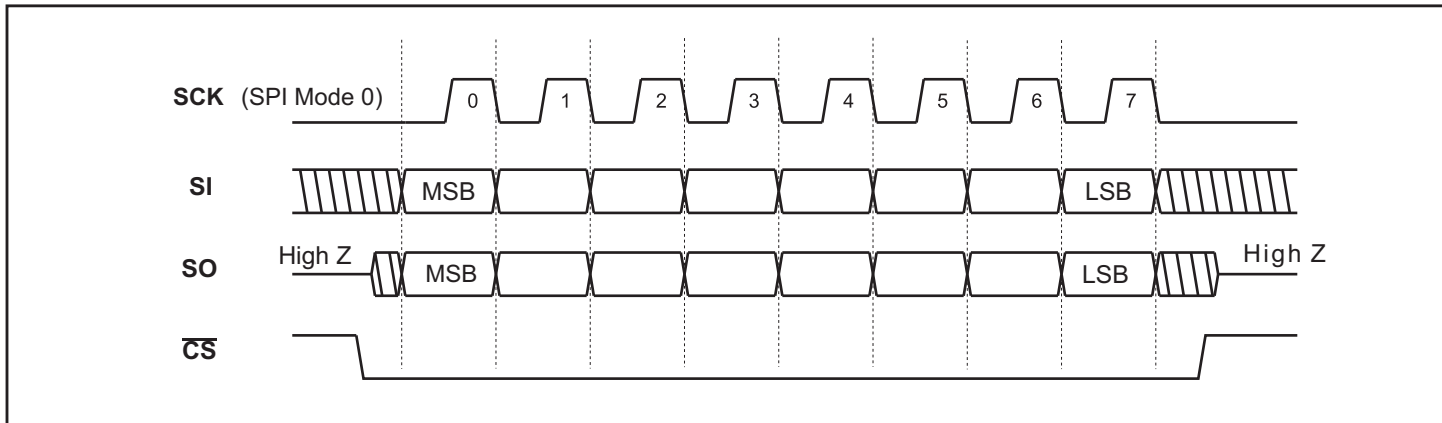 SCK (SPI Mode 0)
0 1 2 3 4 5 6 7
SI
MSB LSB
SO
High Z
MSB LSB
High Z
CS